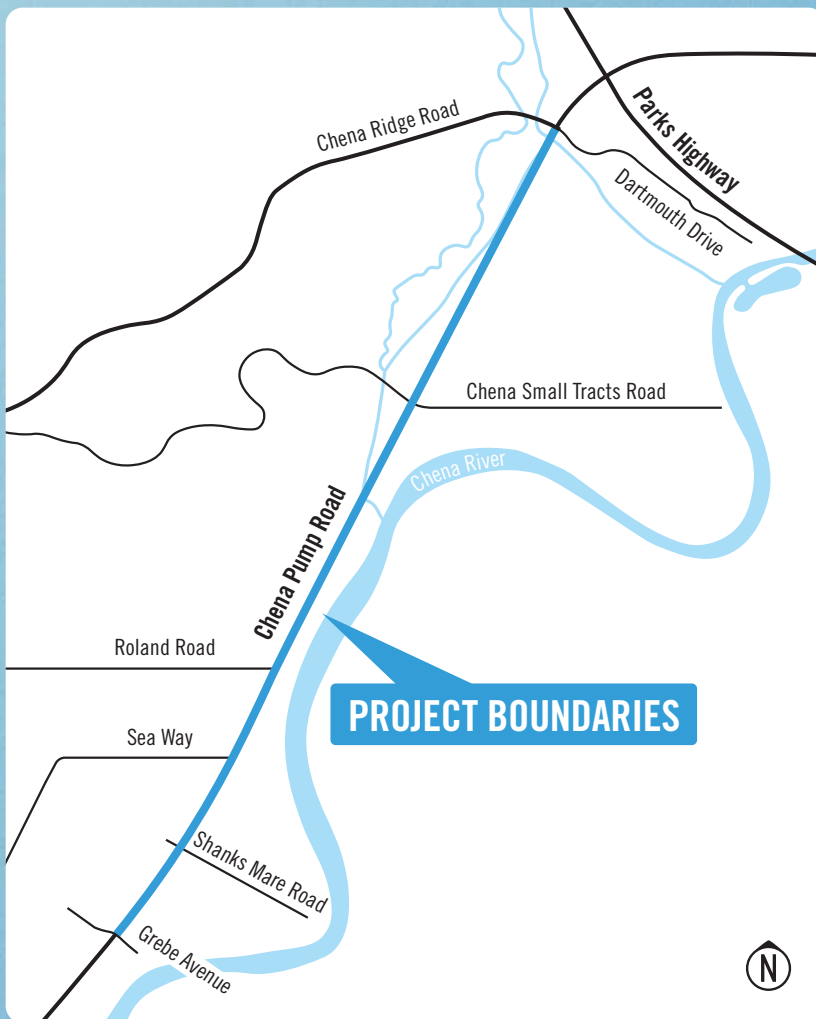 Chena Ridge Road
Parks Highway
Dartmouth Drive
Chena Small Tracts Road
Chena River
Chena Pump Road
Roland Road
PROJECT BOUNDARIES
Sea Way
Shanks Mare Road
Grebe Avenue
N